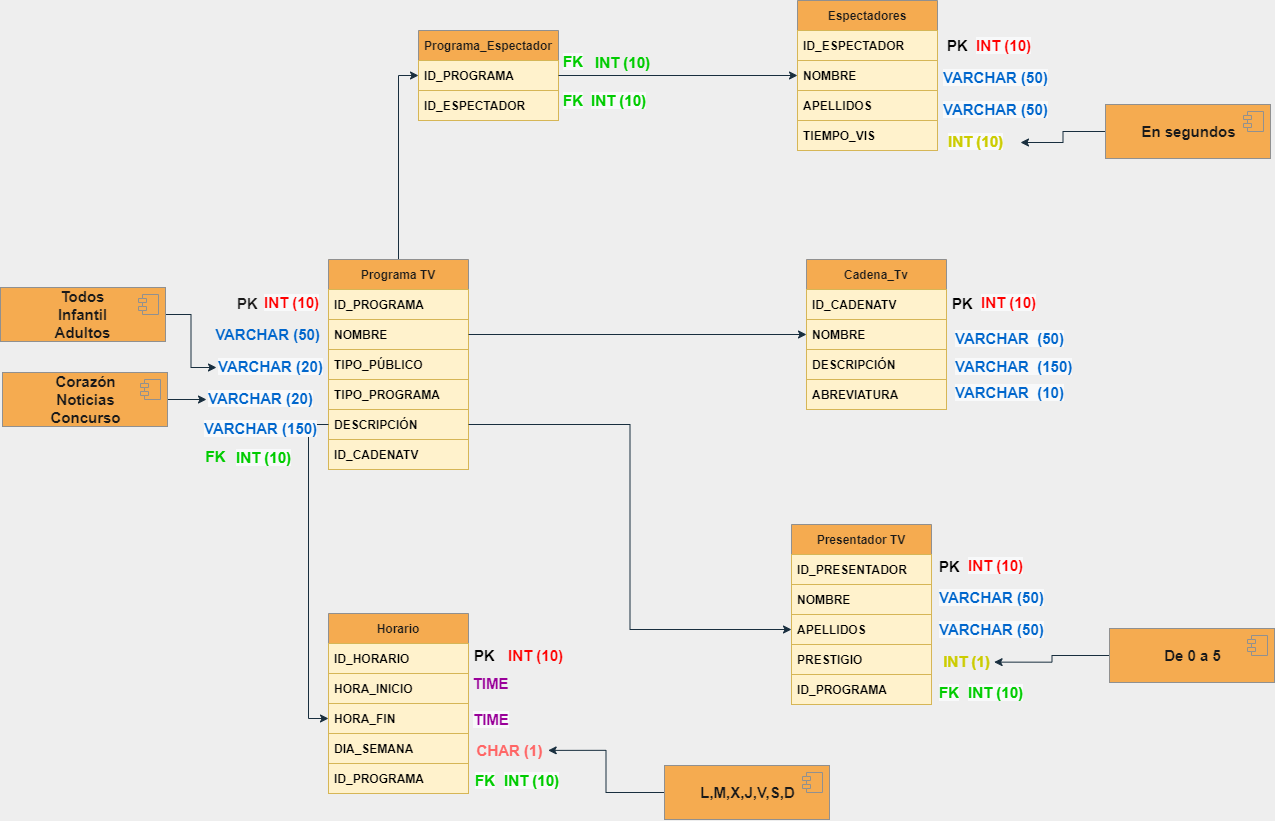 Programa_Espectador
ID_PROGRAMA FK INT (10)
ID_ESPECTADOR FK INT (10)
Espectadores
ID_ESPECTADOR PK INT (10)
NOMBRE VARCHAR (50)
APELLIDOS VARCHAR (50)
TIEMPO_VIS INT (10)
En segundos
Todos
Infantil
Adultos
Corazón
Noticias
Concurso
Programa TV
PK INT (10) ID_PROGRAMA
VARCHAR (50) NOMBRE
VARCHAR (20) TIPO_PÚBLICO
VARCHAR (20) TIPO_PROGRAMA
VARCHAR (150) DESCRIPCIÓN
FK INT (10) ID_CADENATV
Cadena_Tv
ID_CADENATV PK INT (10)
NOMBRE VARCHAR (50)
DESCRIPCIÓN VARCHAR (150)
ABREVIATURA VARCHAR (10)
Presentador TV
ID_PRESENTADOR PK INT (10)
NOMBRE VARCHAR (50)
APELLIDOS VARCHAR (50)
PRESTIGIO INT (1)
ID_PROGRAMA FK INT (10)
De 0 a 5
Horario
ID_HORARIO PK INT (10)
HORA_INICIO TIME
HORA_FIN TIME
DIA_SEMANA CHAR (1)
ID_PROGRAMA FK INT (10)
L,M,X,J,V,S,D